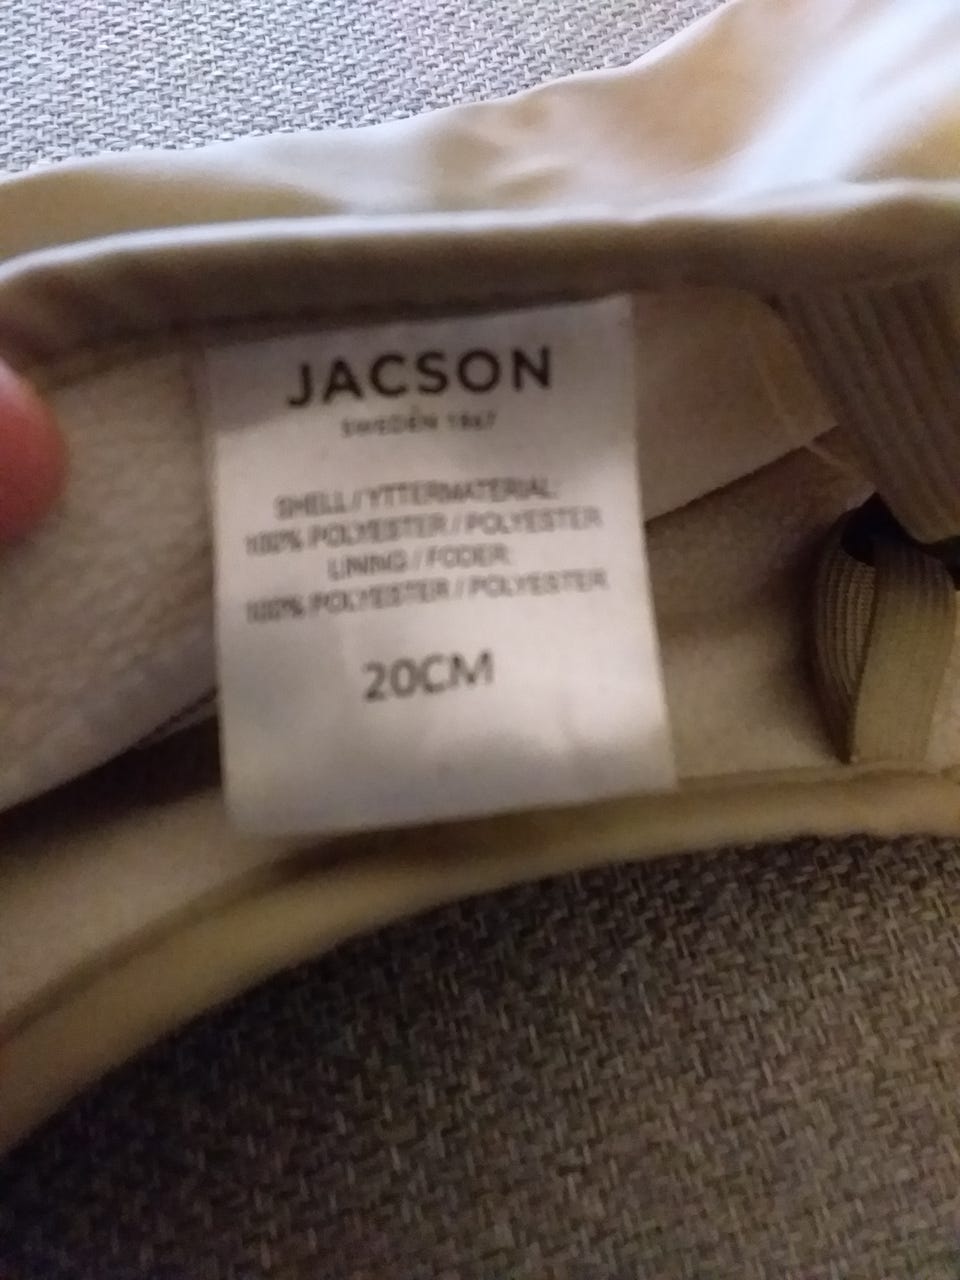 JACSON
SWEDEN 1967
SHELL / YTTERMATERIAL:
100% POLYESTER / POLYESTER
LINING / FODER:
100% POLYESTER / POLYESTER
20CM